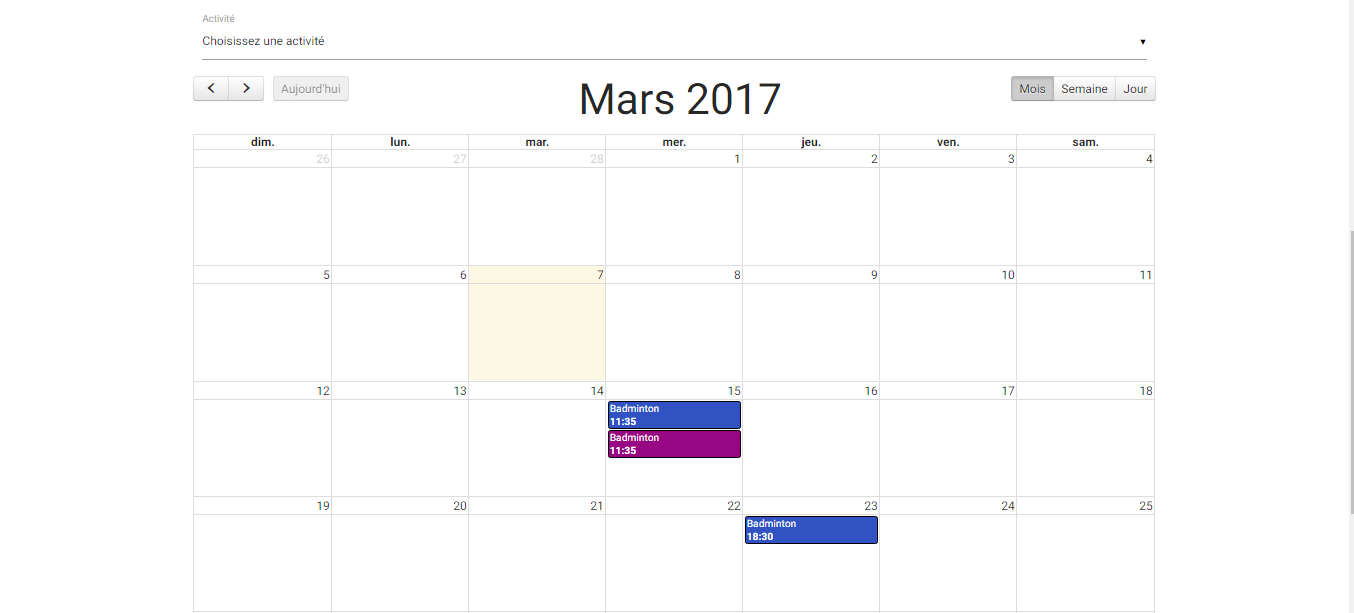 Activité
Choisissez une activité
Aujourd'hui
Mars 2017
Mois Semaine Jour
dim. lun. mar. mer. jeu. ven. sam.
26 27 28 1 2 3 4
5 6 7 8 9 10 11
12 13 14 15 16 17 18
Badminton
11:35
Badminton
11:35
19 20 21 22 23 24 25
Badminton
18:30